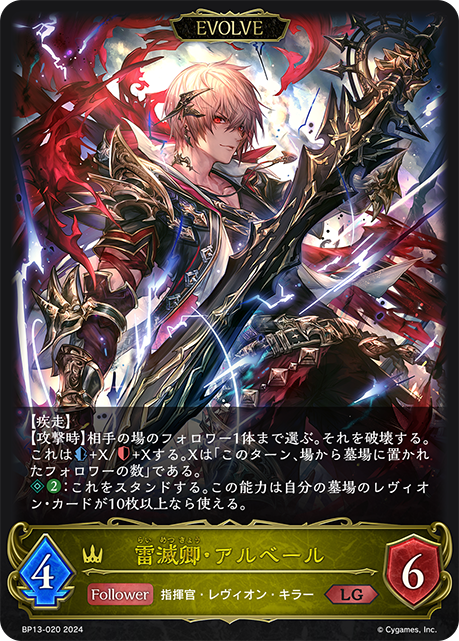 EVOLVE
【疾走】
【攻撃時】相手の場のフォロワー1体まで選ぶ。それを破壊する。
これは+X/+Xする。Xは「このターン、場から墓場に置かれ
たフォロワーの数」である。
2：これをスタンドする。この能力は自分の墓場のレヴィオ
ン・カードが10枚以上なら使える。
らい めつ きょう
雷滅卿・アルベール
4
Follower 指揮官・レヴィオン・キラー LG
6
BP13-020 2024 © Cygames, Inc.